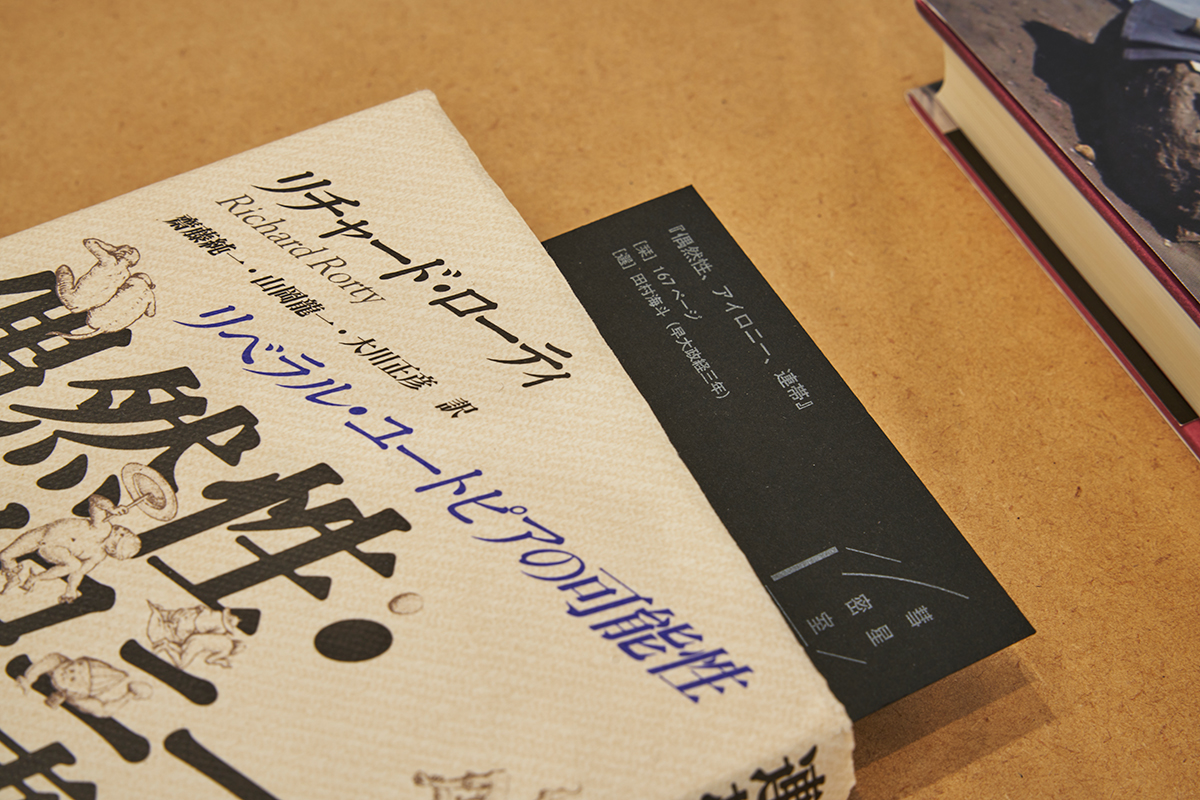 リチャード・ローティ
Richard Rorty
齋藤純一・山岡龍一・大川正彦 訳
リベラル・ユートピアの可能性
偶然性・
『偶然性、アイロニー、連帯』
［栞］167ページ
［選］田村海斗（早大政経三年）
彗星
密室
連